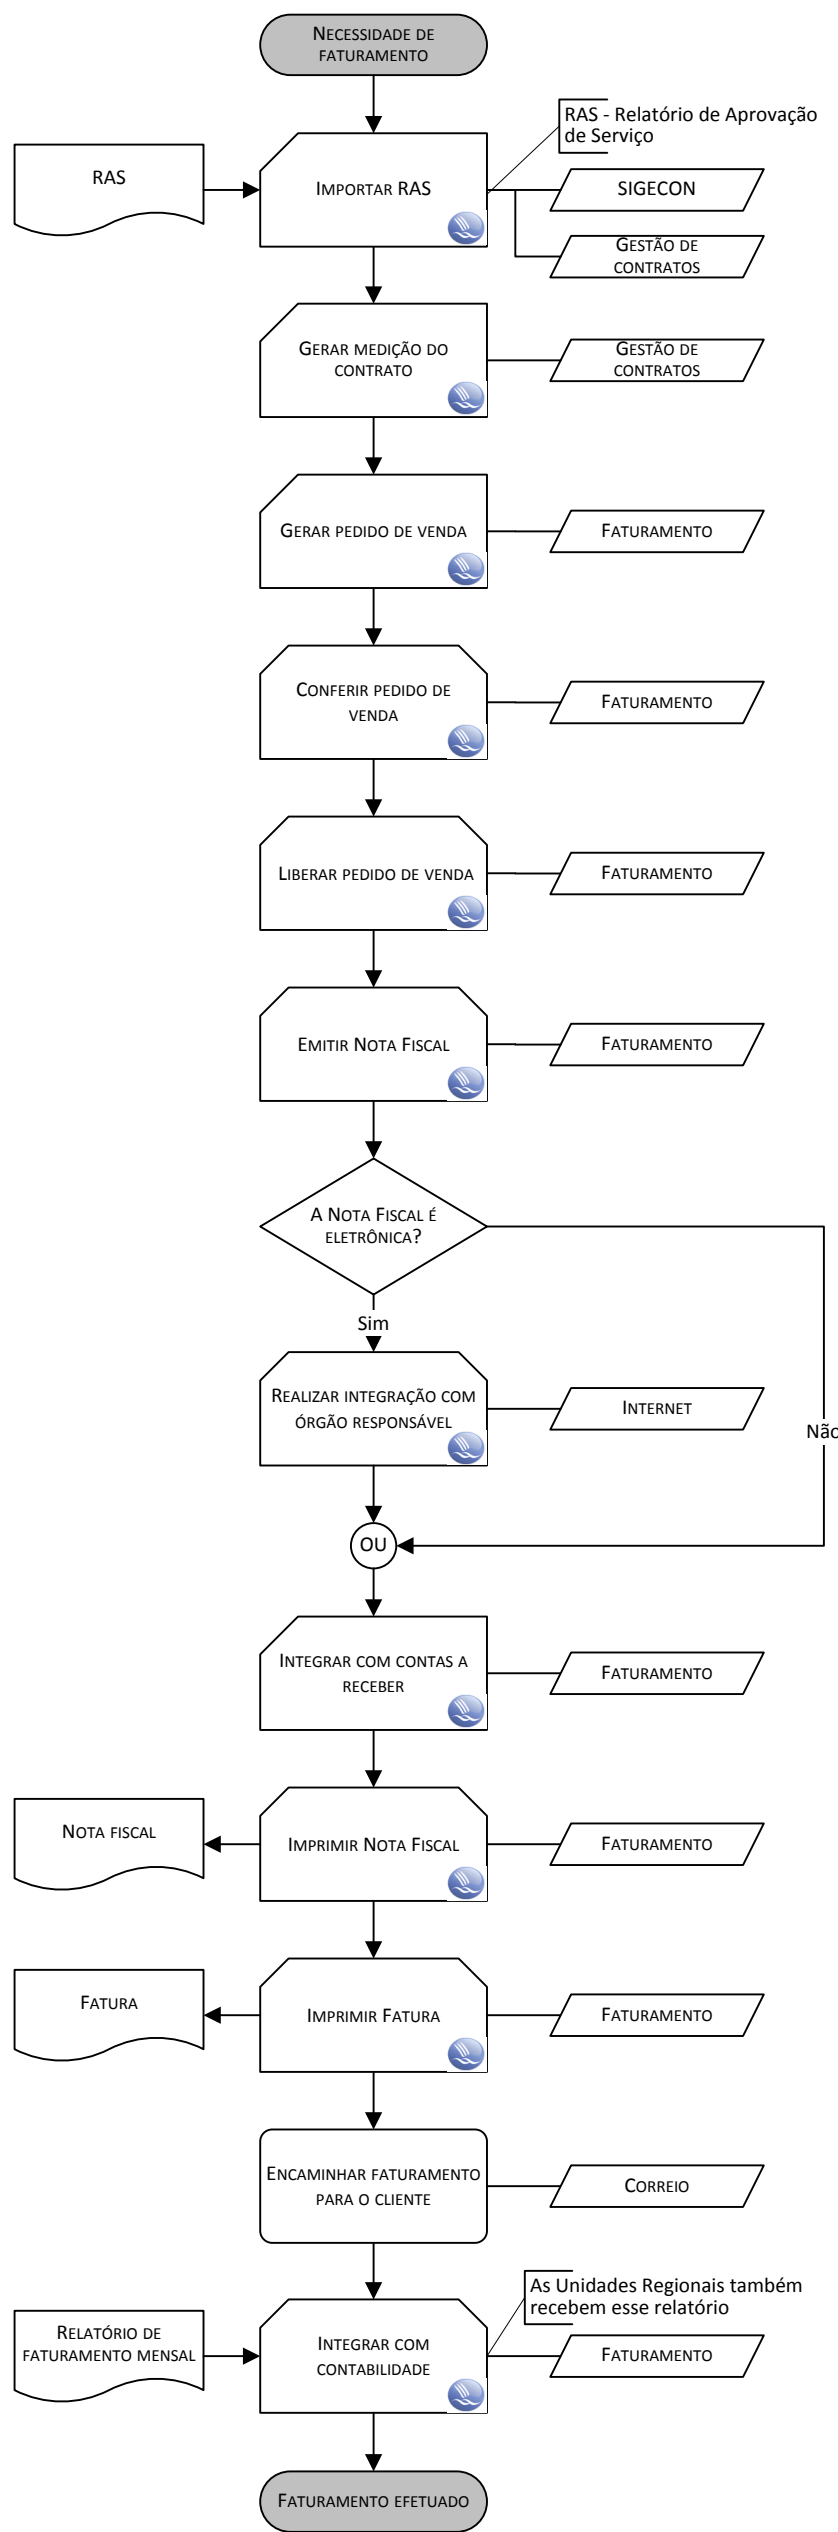 NECESSIDADE DE
FATURAMENTO
RAS - Relatório de Aprovação
de Serviço
RAS
IMPORTAR RAS
SIGECON
GESTÃO DE
CONTRATOS
GERAR MEDIÇÃO DO
CONTRATO
GESTÃO DE
CONTRATOS
GERAR PEDIDO DE VENDA
FATURAMENTO
CONFERIR PEDIDO DE
VENDA
FATURAMENTO
LIBERAR PEDIDO DE VENDA
FATURAMENTO
EMITIR NOTA FISCAL
FATURAMENTO
A NOTA FISCAL É
ELETRÔNICA?
Sim
REALIZAR INTEGRAÇÃO COM
ÓRGÃO RESPONSÁVEL
INTERNET
Não
OU
INTEGRAR COM CONTAS A
RECEBER
FATURAMENTO
NOTA FISCAL
IMPRIMIR NOTA FISCAL
FATURAMENTO
FATURA
IMPRIMIR FATURA
FATURAMENTO
ENCAMINHAR FATURAMENTO
PARA O CLIENTE
CORREIO
As Unidades Regionais também
recebem esse relatório
RELATÓRIO DE
FATURAMENTO MENSAL
INTEGRAR COM
CONTABILIDADE
FATURAMENTO
FATURAMENTO EFETUADO